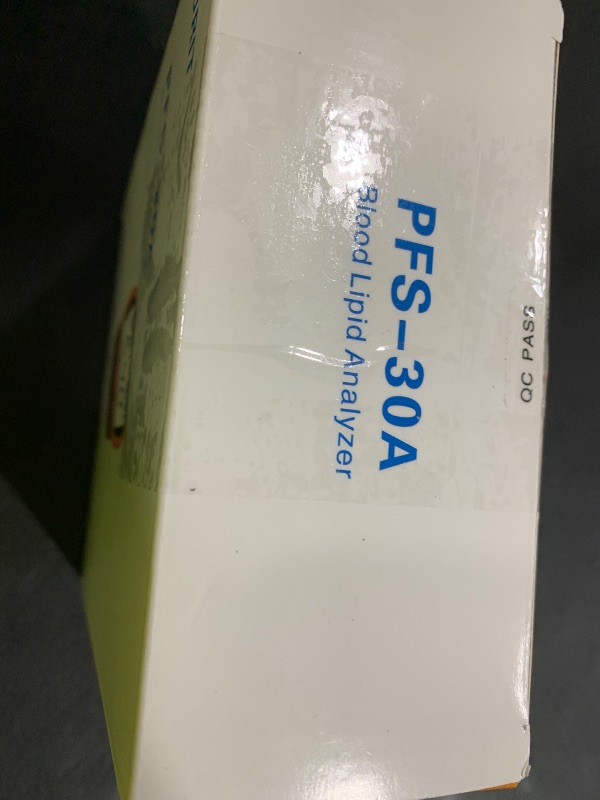 PFS-30A
Blood Lipid Analyzer
QC PASS